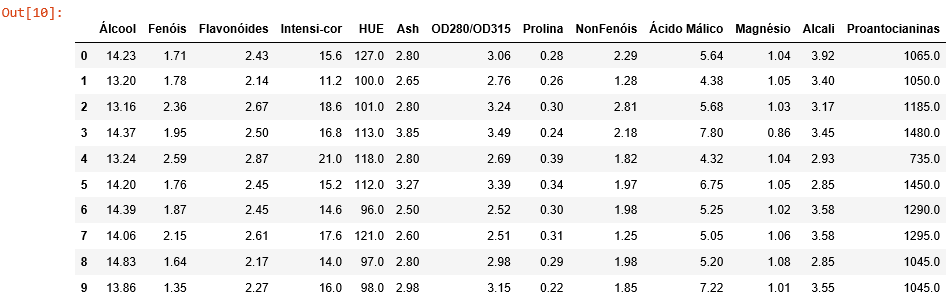 Out[10]:
Álcool Fenóis Flavonóides Intensi-cor HUE Ash OD280/OD315 Prolina NonFenóis Ácido Málico Magnésio Alcali Proantocianinas
0 14.23 1.71 2.43 15.6 127.0 2.80 3.06 0.28 2.29 5.64 1.04 3.92 1065.0
1 13.20 1.78 2.14 11.2 100.0 2.65 2.76 0.26 1.28 4.38 1.05 3.40 1050.0
2 13.16 2.36 2.67 18.6 101.0 2.80 3.24 0.30 2.81 5.68 1.03 3.17 1185.0
3 14.37 1.95 2.50 16.8 113.0 3.85 3.49 0.24 2.18 7.80 0.86 3.45 1480.0
4 13.24 2.59 2.87 21.0 118.0 2.80 2.69 0.39 1.82 4.32 1.04 2.93 735.0
5 14.20 1.76 2.45 15.2 112.0 3.27 3.39 0.34 1.97 6.75 1.05 2.85 1450.0
6 14.39 1.87 2.45 14.6 96.0 2.50 2.52 0.30 1.98 5.25 1.02 3.58 1290.0
7 14.06 2.15 2.61 17.6 121.0 2.60 2.51 0.31 1.25 5.05 1.06 3.58 1295.0
8 14.83 1.64 2.17 14.0 97.0 2.80 2.98 0.29 1.98 5.20 1.08 2.85 1045.0
9 13.86 1.35 2.27 16.0 98.0 2.98 3.15 0.22 1.85 7.22 1.01 3.55 1045.0